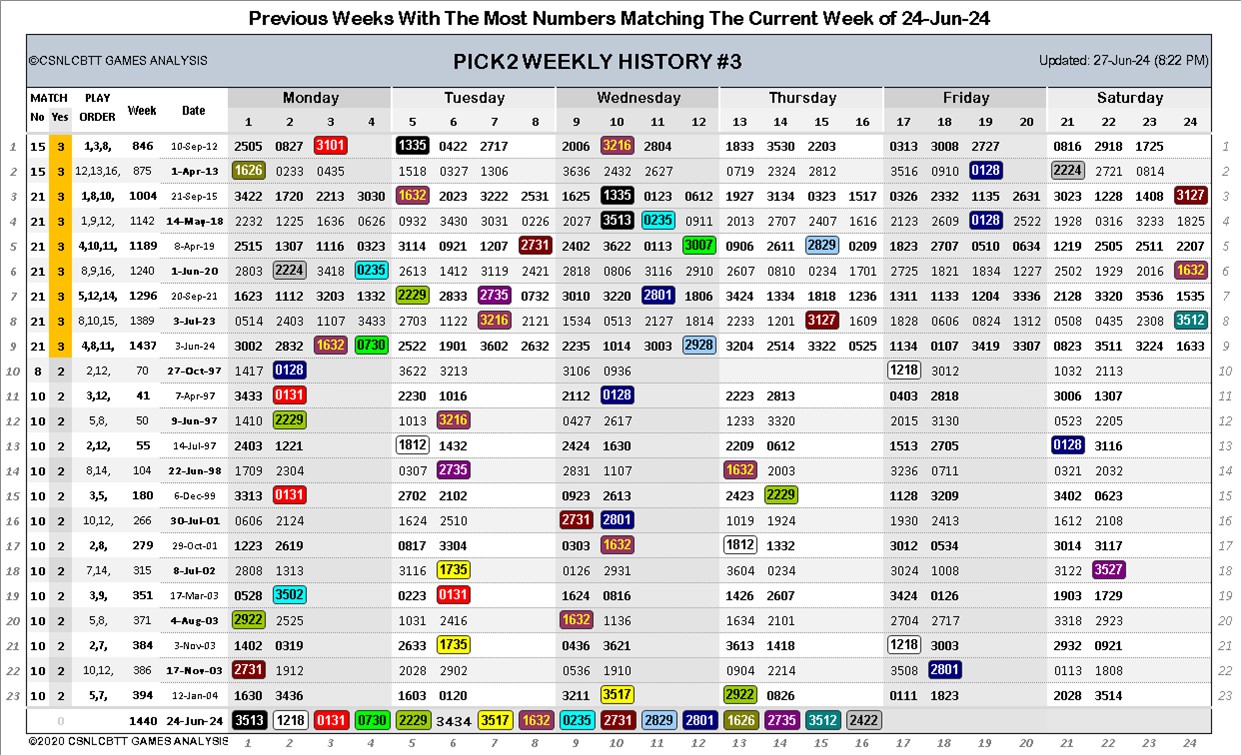 Previous Weeks With The Most Numbers Matching The Current Week of 24-Jun-24
©CSNLCBTT GAMES ANALYSIS PICK2 WEEKLY HISTORY #3 Updated: 27-Jun-24 (8:22 PM)
MATCH PLAY Week Date Monday Tuesday Wednesday Thursday Friday Saturday
No Yes ORDER 1 2 3 4 5 6 7 8 9 10 11 12 13 14 15 16 17 18 19 20 21 22 23 24
1 15 3 1,3,8, 846 10-Sep-12 2505 0827 3101 1335 0422 2717 2006 3216 2804 1833 3530 2203 0313 3008 2727 0816 2918 1725 1
2 15 3 12,13,16, 875 1-Apr-13 1626 0233 0435 1518 0327 1306 3636 2432 2627 0719 2324 2812 3516 0910 0128 2224 2721 0814 2
3 21 3 1,8,10, 1004 21-Sep-15 3422 1720 2213 3030 1632 2023 3222 2531 1625 1335 0123 0612 1927 3134 0323 1517 0326 2332 1135 2631 3023 1228 1408 3127 3
4 21 3 1,9,12, 1142 14-May-18 2232 1225 1636 0626 0932 3430 3031 0226 2027 3513 0235 0911 2013 2707 2407 1616 2123 2609 0128 2522 1928 0316 3233 1825 4
5 21 3 4,10,11, 1189 8-Apr-19 2515 1307 1116 0323 3114 0921 1207 2731 2402 3622 0113 3007 0906 2611 2829 0209 1823 2707 0510 0634 1219 2505 2511 2207 5
6 21 3 8,9,16, 1240 1-Jun-20 2803 2224 3418 0235 2613 1412 3119 2421 2818 0806 3116 2910 2607 0810 0234 1701 2725 1821 1834 1227 2502 1929 2016 1632 6
7 21 3 5,12,14, 1296 20-Sep-21 1623 1112 3203 1332 2229 2833 2735 0732 3010 3220 2801 1806 3424 1334 1818 1236 1311 1133 1204 3336 2128 3320 3536 1535 7
8 21 3 8,10,15, 1389 3-Jul-23 0514 2403 1107 3433 2703 1122 3216 2121 1534 0513 2127 1814 2233 1201 3127 1609 1828 0606 0824 1312 0508 0435 2308 3512 8
9 21 3 4,8,11, 1437 3-Jun-24 3002 2832 1632 0730 2522 1901 3602 2632 2235 1014 3003 2928 3204 2514 3322 0525 1134 0107 3419 3307 0823 3511 3224 1633 9
10 8 2 2,12, 70 27-Oct-97 1417 0128 3622 3213 3106 0936 1218 3012 1032 2113 10
11 10 2 3,12, 41 7-Apr-97 3433 0131 2230 1016 2711 0128 2223 2813 0403 2818 3006 1307 11
12 10 2 5,8, 50 9-Jun-97 1410 2229 1013 3216 0427 2617 1233 3320 2015 3130 0523 2205 12
13 10 2 2,12, 55 14-Jul-97 2403 1221 1812 1432 2424 1630 2209 0612 1513 2705 0128 3116 13
14 10 2 8,14, 104 22-Jun-98 1709 2304 0307 2735 2831 1107 1632 2003 3236 0711 0321 2032 14
15 10 2 3,5, 180 6-Dec-99 3313 0131 2702 2102 0923 2613 2423 2229 1128 3209 3402 0623 15
16 10 2 10,12, 266 30-Jul-01 0606 2124 1624 2510 2731 2801 1019 1924 1930 2413 1612 2108 16
17 10 2 2,8, 279 29-Oct-01 1223 2619 0817 3304 0303 1632 1812 1332 3012 0534 3014 3117 17
18 10 2 7,14, 315 8-Jul-02 2808 1313 3116 1735 0126 2931 3604 0234 3024 1008 3122 3527 18
19 10 2 3,9, 351 17-Mar-03 0528 3502 0223 0131 1624 0816 1426 2607 3424 0126 1903 1729 19
20 10 2 5,8, 371 4-Aug-03 2922 2525 1031 2416 1632 1136 1634 2101 2704 2717 3318 2923 20
21 10 2 2,7, 384 3-Nov-03 1402 0319 2633 1735 0436 3621 3613 1418 1218 3003 2932 0921 21
22 10 2 10,12, 386 17-Nov-03 2731 1912 2028 2902 0536 1910 0904 2214 3508 2801 0113 1808 22
23 10 2 5,7, 394 12-Jan-04 1630 3436 1603 0120 3211 3517 2922 0826 0111 1823 2028 3514 23
0 1440 24-Jun-24 3513 1218 0131 0730 2229 3434 3517 1632 0235 2731 2829 2801 1626 2735 3512 2422
©2020 CSNLCBTT GAMES ANALYSIS 1 2 3 4 5 6 7 8 9 10 11 12 13 14 15 16 17 18 19 20 21 22 23 24